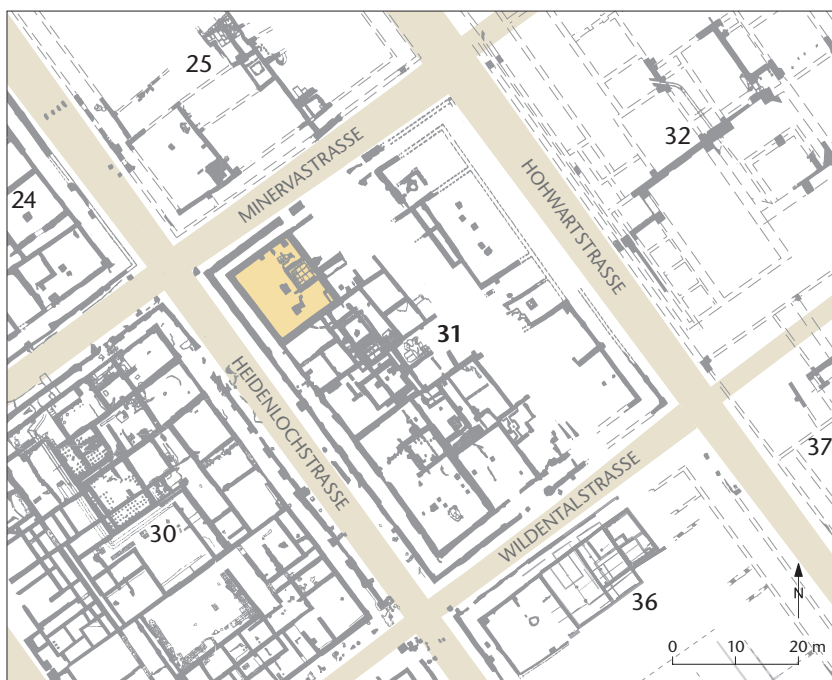 25
MINERVASTRASSE
HOHWARTSTRASSE
32
24
31
HEIDENLOCHSTRASSE
WILDENTALSTRASSE
37
30
36
N
0 10 20 m